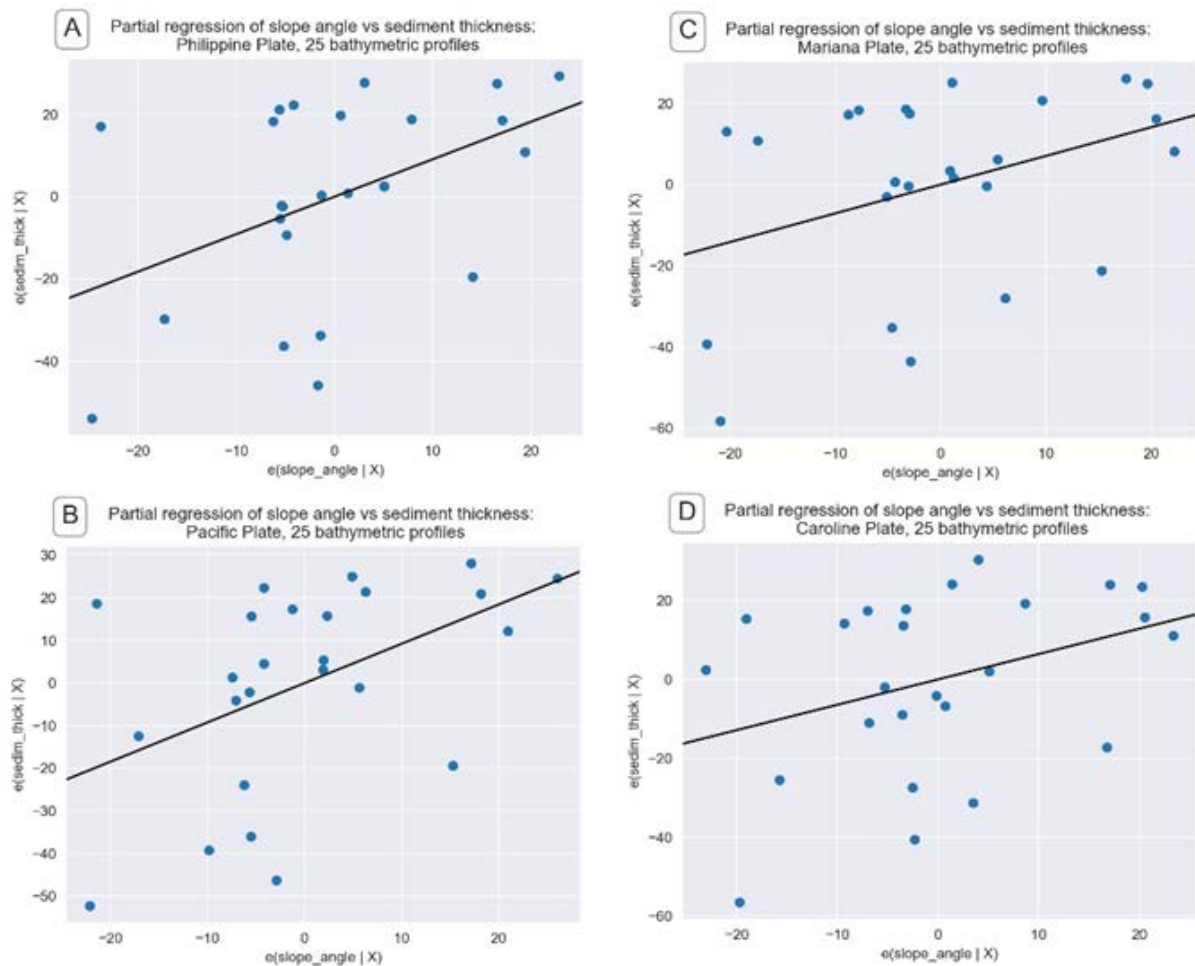 A
Partial regression of slope angle vs sediment thickness:
Philippine Plate, 25 bathymetric profiles
20
0
−20
−40
e(sedim_thick | X)
−20
−10
0
10
20
e(slope_angle | X)
C
Partial regression of slope angle vs sediment thickness:
Mariana Plate, 25 bathymetric profiles
20
0
−20
−40
−60
e(sedim_thick | X)
−20
−10
0
10
20
e(slope_angle | X)
B
Partial regression of slope angle vs sediment thickness:
Pacific Plate, 25 bathymetric profiles
30
20
10
0
−10
−20
−30
−40
−50
e(sedim_thick | X)
−20
−10
0
10
20
e(slope_angle | X)
D
Partial regression of slope angle vs sediment thickness:
Caroline Plate, 25 bathymetric profiles
20
0
−20
−40
−60
e(sedim_thick | X)
−20
−10
0
10
20
e(slope_angle | X)